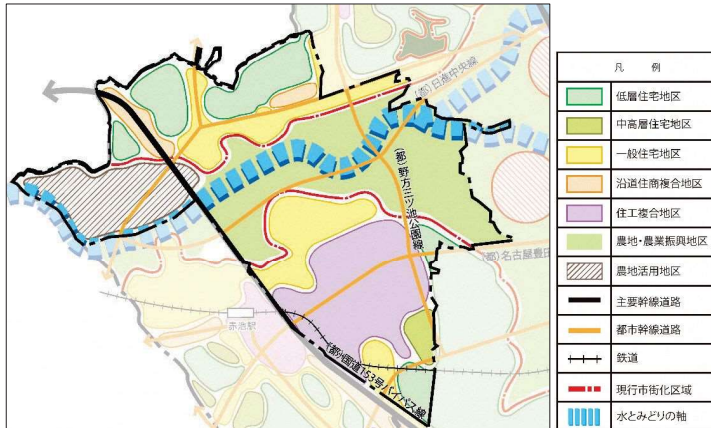 (都)日進中央線
(都)野方三ツ池公園線
(都)名古屋豊田
赤池駅
(都)国道153号バイパス線
凡 例
低層住宅地区
中高層住宅地区
一般住宅地区
沿道住商複合地区
住工複合地区
農地・農業振興地区
農地活用地区
主要幹線道路
都市幹線道路
鉄道
現行市街化区域
水とみどりの軸